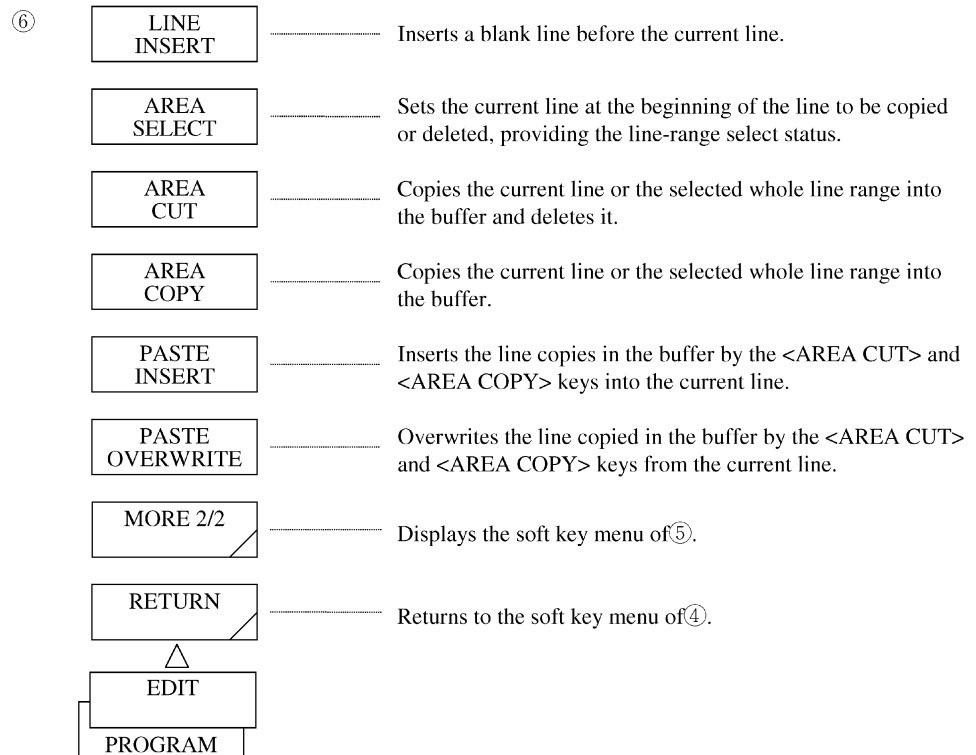 ⑥
LINE
INSERT
Inserts a blank line before the current line.
AREA
SELECT
Sets the current line at the beginning of the line to be copied
or deleted, providing the line-range select status.
AREA
CUT
Copies the current line or the selected whole line range into
the buffer and deletes it.
AREA
COPY
Copies the current line or the selected whole line range into
the buffer.
PASTE
INSERT
Inserts the line copies in the buffer by the <AREA CUT> and
<AREA COPY> keys into the current line.
PASTE
OVERWRITE
Overwrites the line copied in the buffer by the <AREA CUT>
and <AREA COPY> keys from the current line.
MORE 2/2
Displays the soft key menu of⑤.
RETURN
Returns to the soft key menu of④.
EDIT
PROGRAM